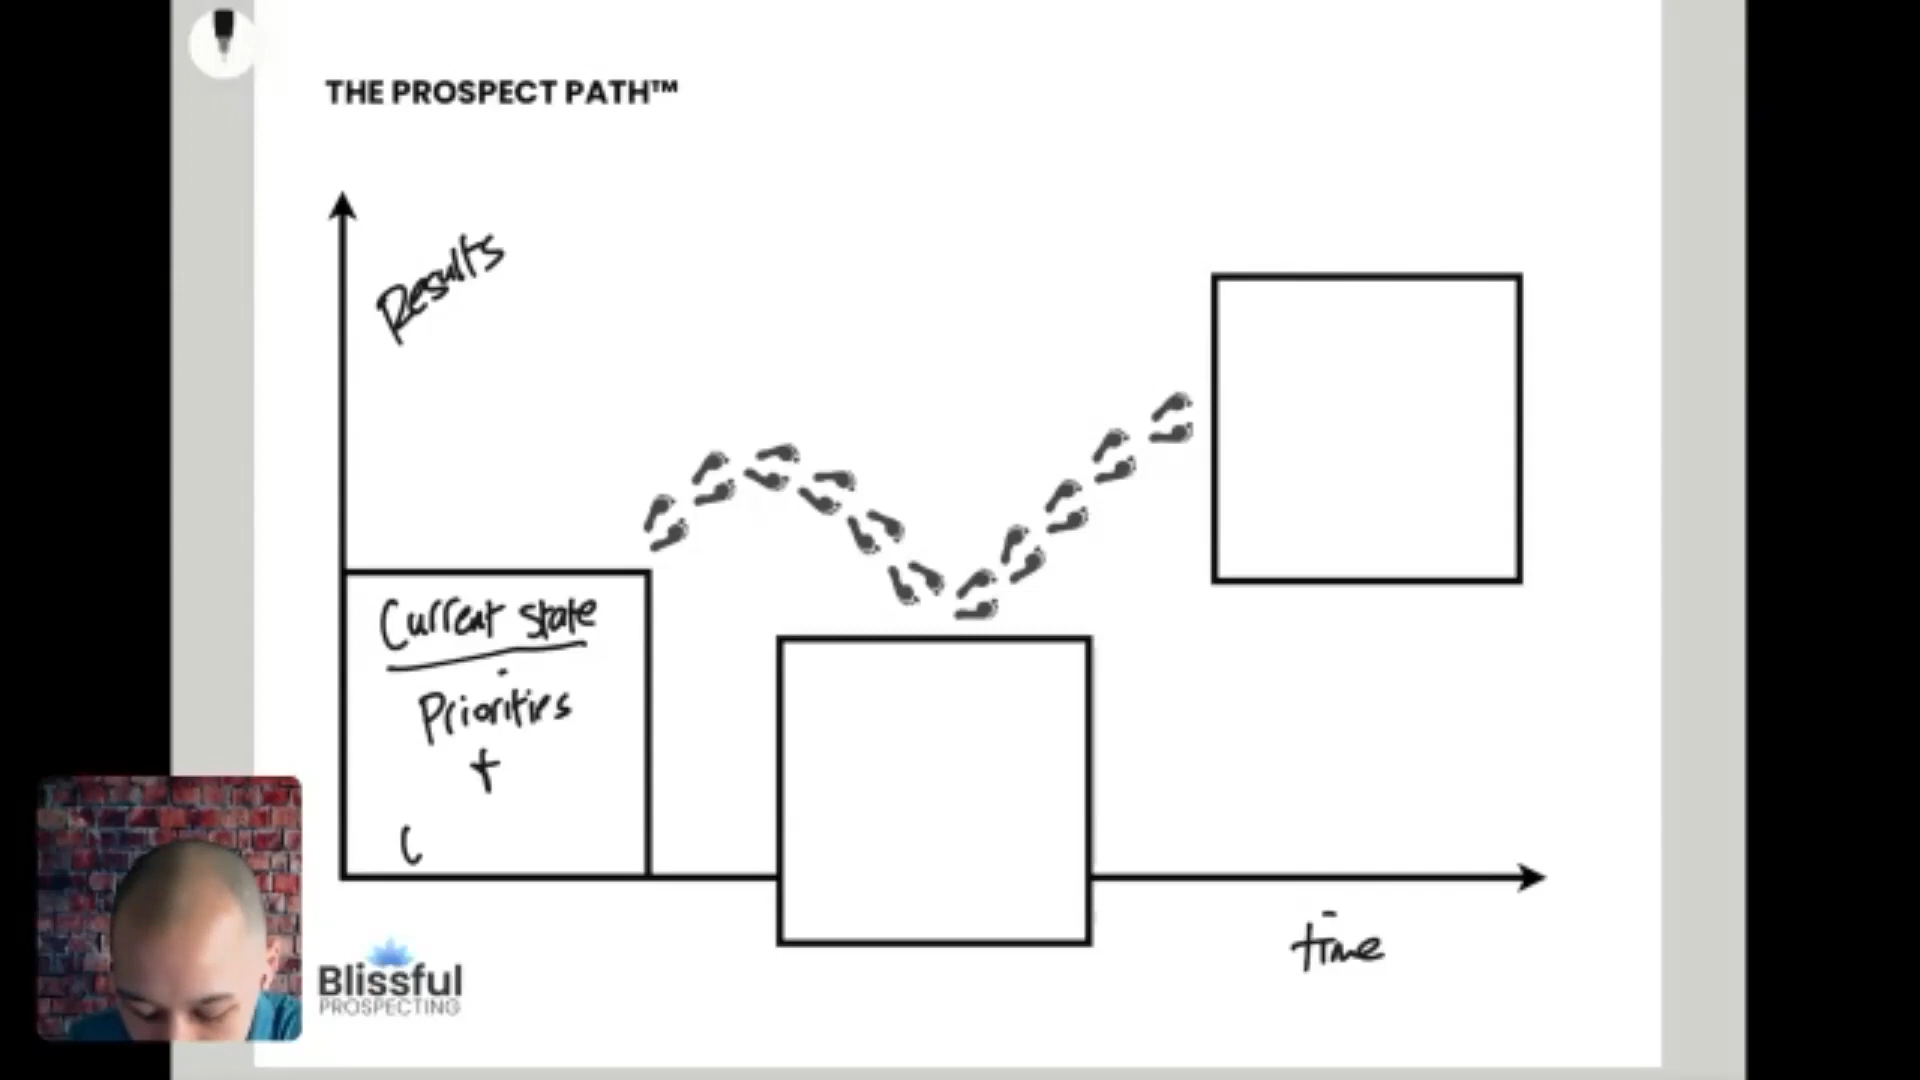 THE PROSPECT PATH™
Results
Current state
Priorities
+
C
time
Blissful
PROSPECTING